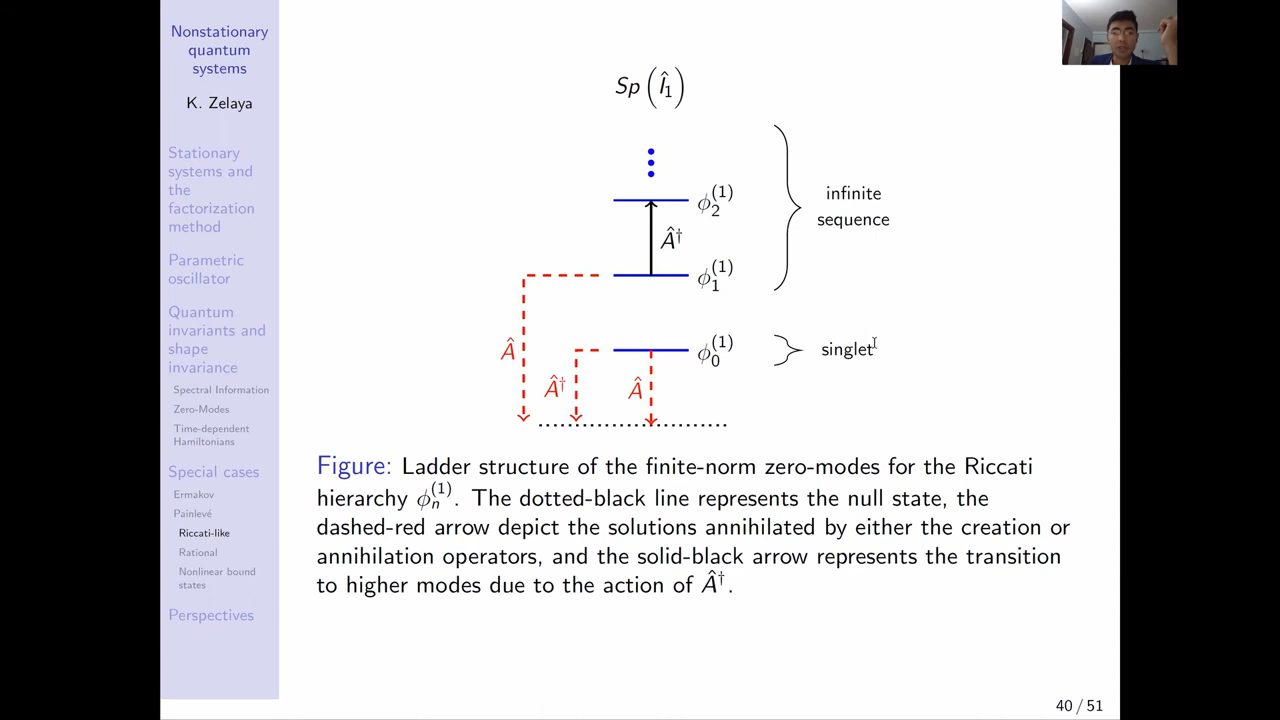 Nonstationary
quantum
systems
K. Zelaya
Stationary
systems and
the
factorization
method
Parametric
oscillator
Quantum
invariants and
shape
invariance
Spectral Information
Zero-Modes
Time-dependent
Hamiltonians
Special cases
Ermakov
Painlevé
Riccati-like
Rational
Nonlinear bound
states
Perspectives
Sp(Î₁)
ϕ₂⁽¹⁾
Â†
ϕ₁⁽¹⁾
infinite
sequence
Â
Â†
Â
ϕ₀⁽¹⁾
singlet
Figure: Ladder structure of the finite-norm zero-modes for the Riccati
hierarchy ϕₙ⁽¹⁾. The dotted-black line represents the null state, the
dashed-red arrow depict the solutions annihilated by either the creation or
annihilation operators, and the solid-black arrow represents the transition
to higher modes due to the action of Â†.
40 / 51